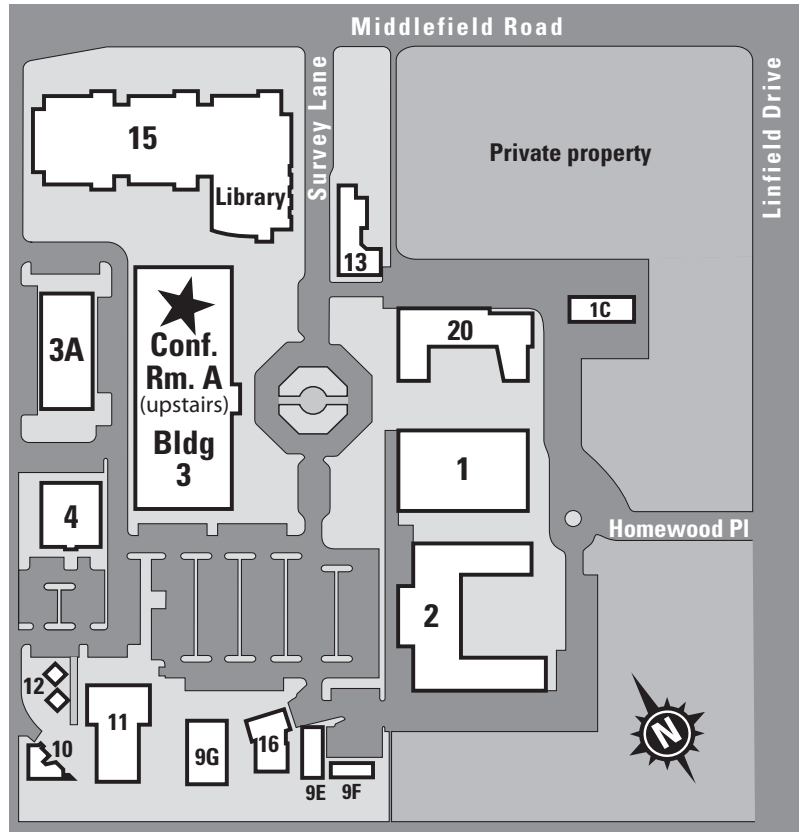 Middlefield Road
Survey Lane
Linfield Drive
15
Library
Private property
13
1C
3A
Conf.
Rm. A
(upstairs)
Bldg
3
20
1
4
Homewood Pl
2
12
11
10
9G
16
9E
9F
N